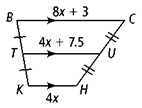 B 8x + 3 C
T 4x + 7.5 U
K 4x H